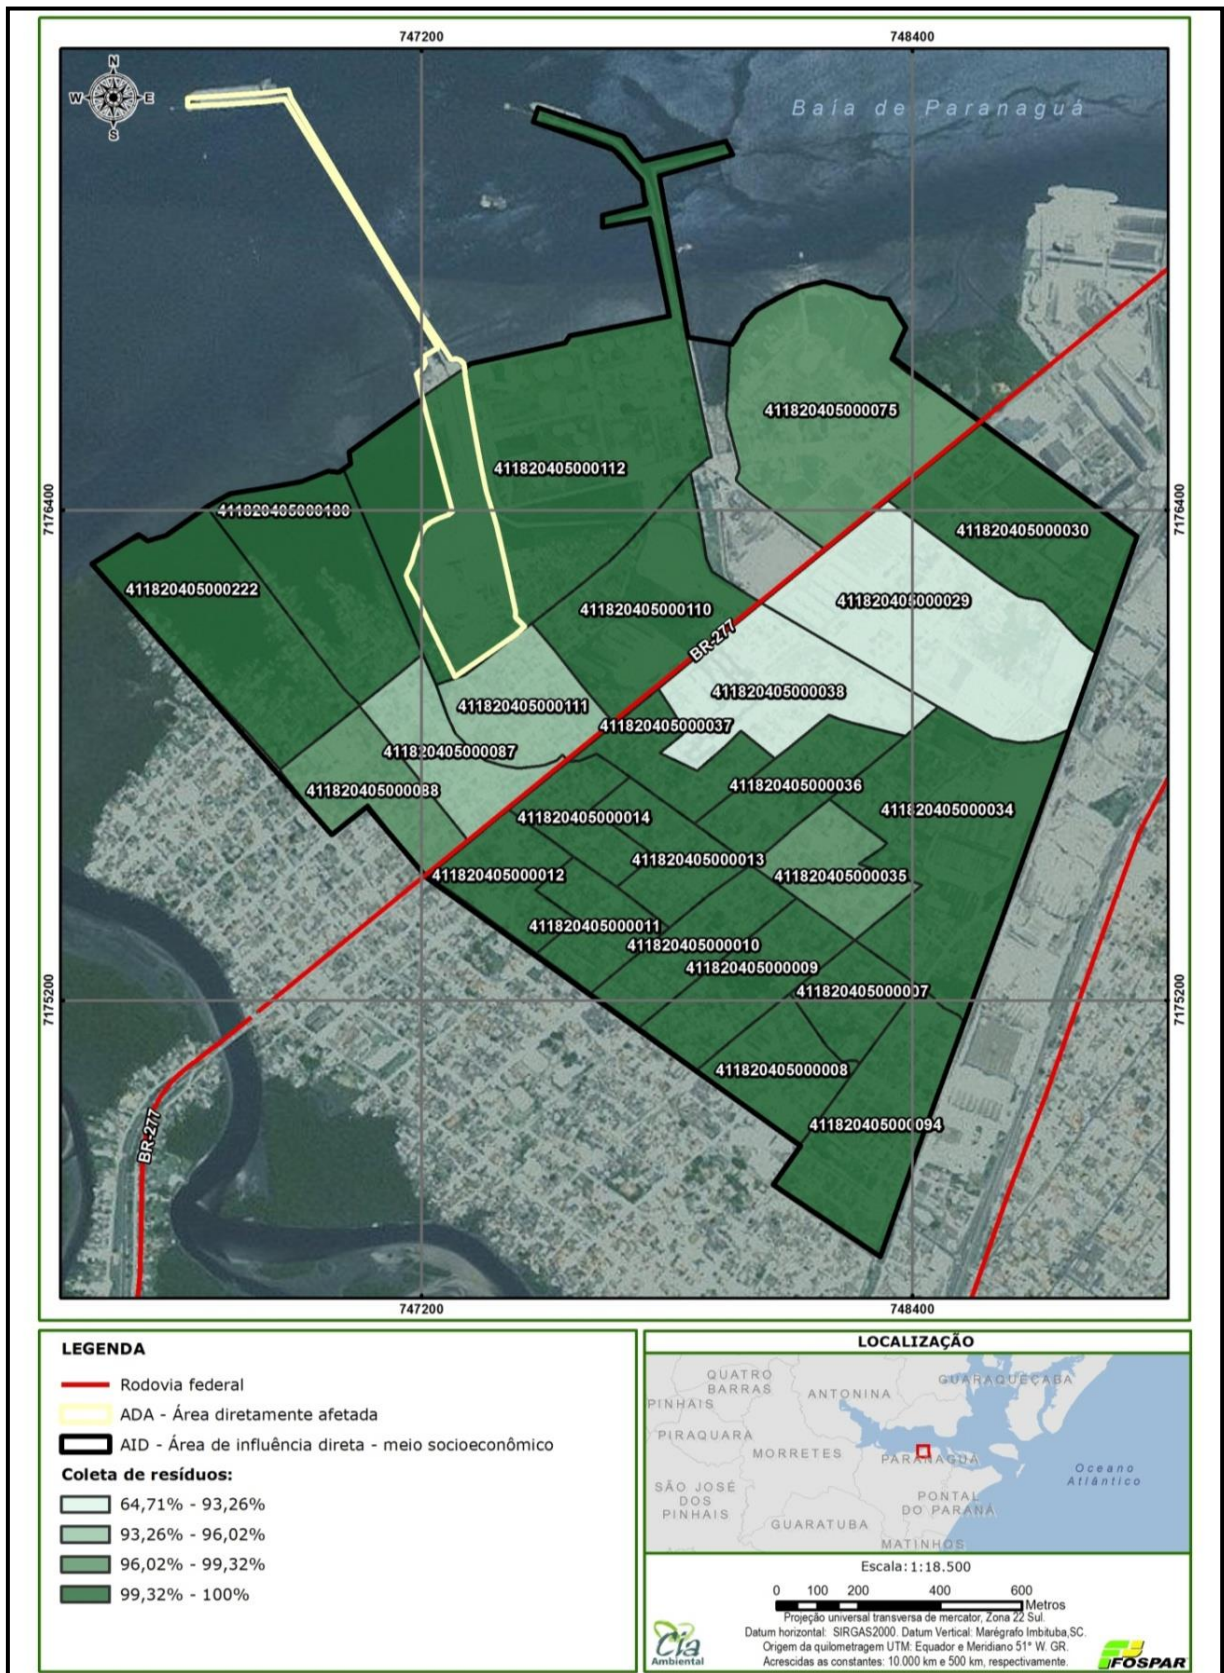 747200
748400
N
W
E
S
Baía de Paranaguá
411820405000075
411820405000112
7176400
7176400
411820405000180
411820405000030
411820405000222
411820405000029
411820405000110
BR-277
411820405000038
411820405000111
411820405000037
411820405000087
411820405000088
411820405000036
411820405000034
411820405000014
411820405000013
411820405000012
411820405000035
411820405000011
411820405000010
411820405000009
411820405000007
7175200
7175200
411820405000008
411820405000094
BR-277
747200
748400
LEGENDA
Rodovia federal
ADA - Área diretamente afetada
AID - Área de influência direta - meio socioeconômico
Coleta de resíduos:
64,71% - 93,26%
93,26% - 96,02%
96,02% - 99,32%
99,32% - 100%
LOCALIZAÇÃO
QUATRO
BARRAS
GUARAQUEÇABA
ANTONINA
PINHAIS
PIRAQUARA
MORRETES
PARANAGUÁ
Oceano
Atlântico
SÃO JOSÉ
DOS
PINHAIS
PONTAL
DO PARANÁ
GUARATUBA
MATINHOS
Escala: 1:18.500
0 100 200 400 600
Metros
Projeção universal transversa de mercator, Zona 22 Sul.
Datum horizontal: SIRGAS2000. Datum Vertical: Marégrafo Imbituba,SC.
Origem da quilometragem UTM: Equador e Meridiano 51° W. GR.
Acrescidas as constantes: 10.000 km e 500 km, respectivamente.
Cia
Ambiental
FOSPAR